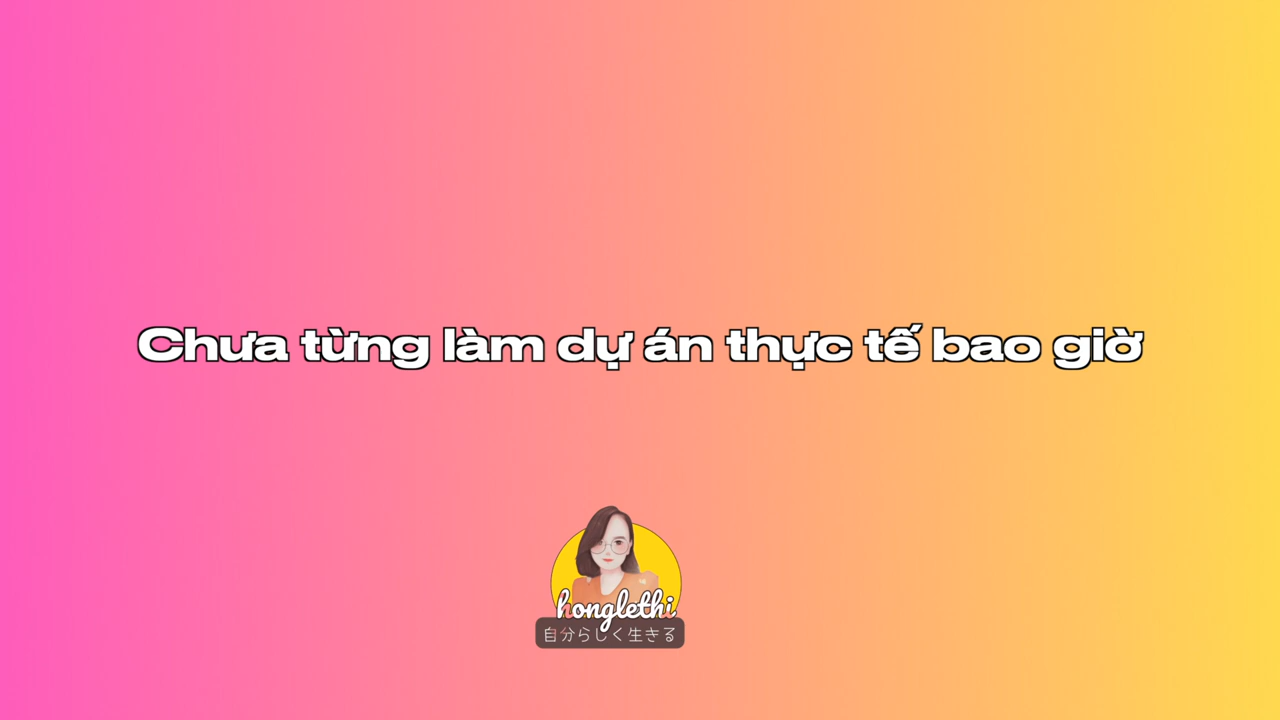 Chưa từng làm dự án thực tế bao giờ
honglethi
自分らしく生きる